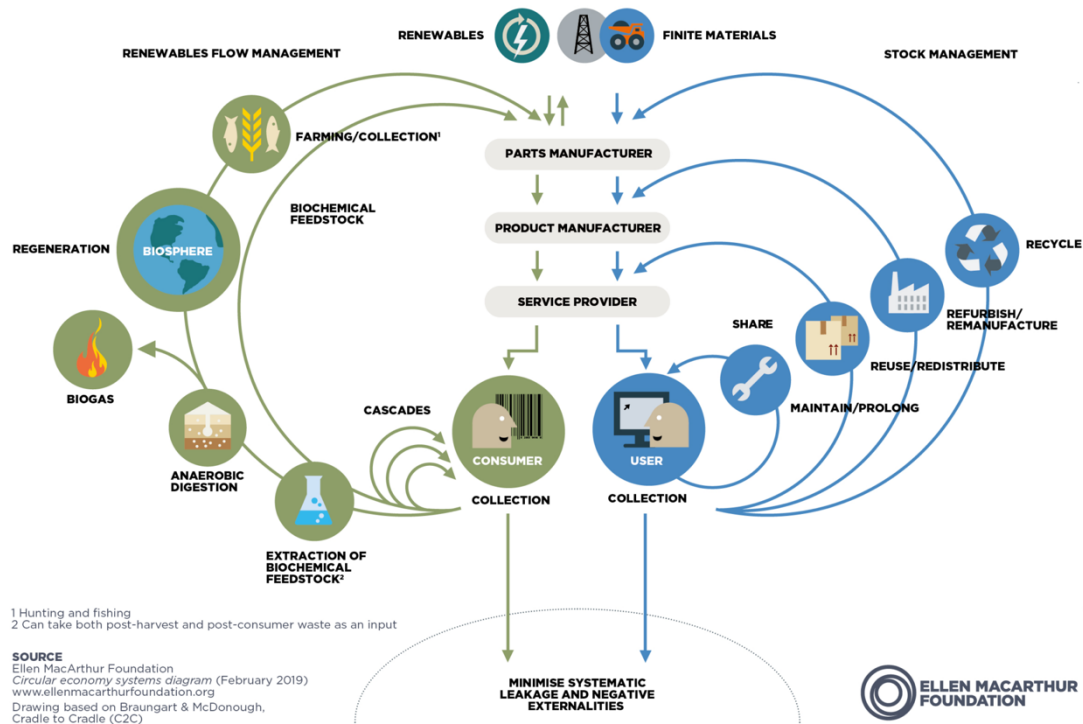 RENEWABLES
FINITE MATERIALS
RENEWABLES FLOW MANAGEMENT
STOCK MANAGEMENT
FARMING/COLLECTION¹
PARTS MANUFACTURER
BIOCHEMICAL
FEEDSTOCK
PRODUCT MANUFACTURER
REGENERATION
BIOSPHERE
RECYCLE
SERVICE PROVIDER
SHARE
REFURBISH/
REMANUFACTURE
REUSE/REDISTRIBUTE
BIOGAS
CASCADES
MAINTAIN/PROLONG
CONSUMER
USER
ANAEROBIC
DIGESTION
COLLECTION
COLLECTION
EXTRACTION OF
BIOCHEMICAL
FEEDSTOCK²
1 Hunting and fishing
2 Can take both post-harvest and post-consumer waste as an input
SOURCE
Ellen MacArthur Foundation
Circular economy systems diagram (February 2019)
www.ellenmacarthurfoundation.org
Drawing based on Braungart & McDonough,
Cradle to Cradle (C2C)
MINIMISE SYSTEMATIC
LEAKAGE AND NEGATIVE
EXTERNALITIES
ELLEN MACARTHUR
FOUNDATION